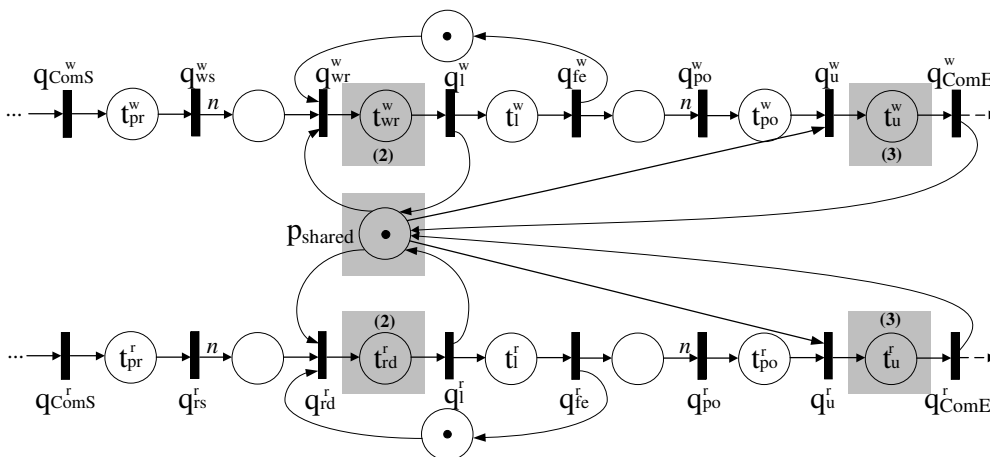 q^w_ComS q^w_ws q^w_wr q^w_l q^w_fe q^w_po q^w_u q^w_ComE
... t^w_pr n t^w_wr t^w_l n t^w_po t^w_u
(2) (3)
p_shared
(2) (3)
... t^r_pr n t^r_rd t^r_l n t^r_po t^r_u
q^r_ComS q^r_rs q^r_rd q^r_l q^r_fe q^r_po q^r_u q^r_ComE